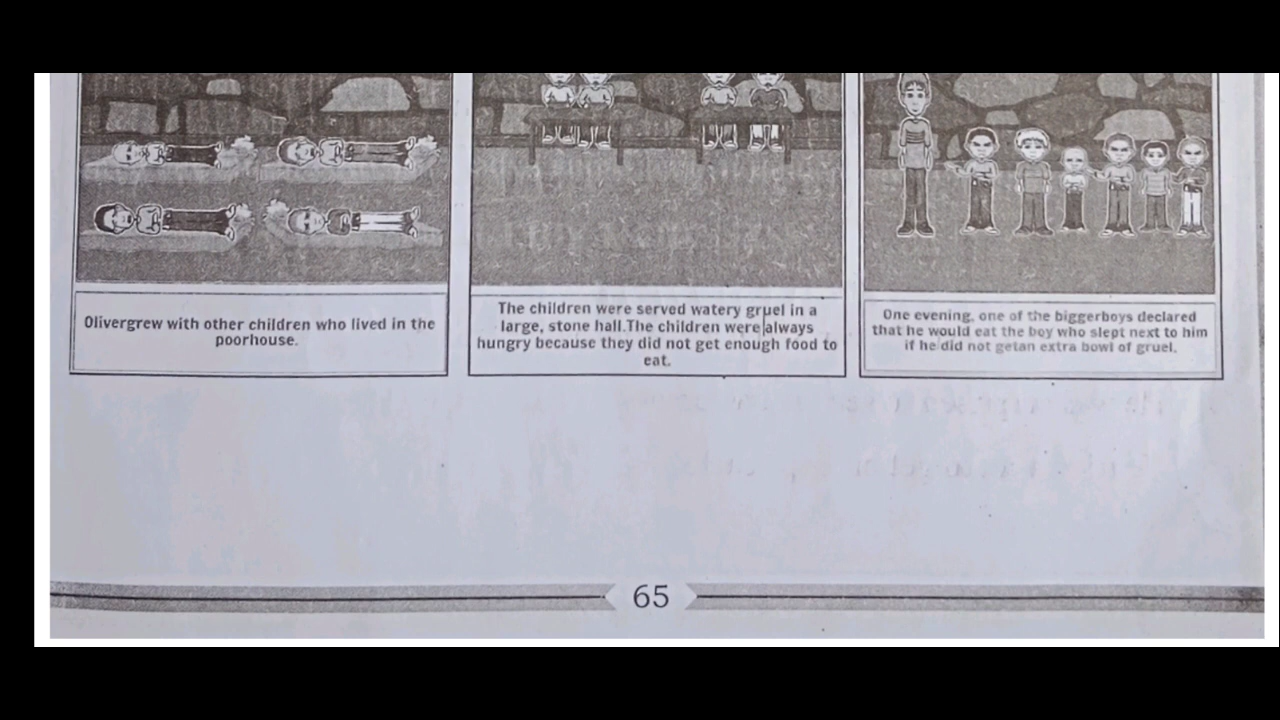 Olivergrew with other children who lived in the
poorhouse.
The children were served watery gruel in a
large, stone hall.The children were always
hungry because they did not get enough food to
eat.
One evening, one of the biggerboys declared
that he would eat the boy who slept next to him
if he did not getan extra bowl of gruel.
65